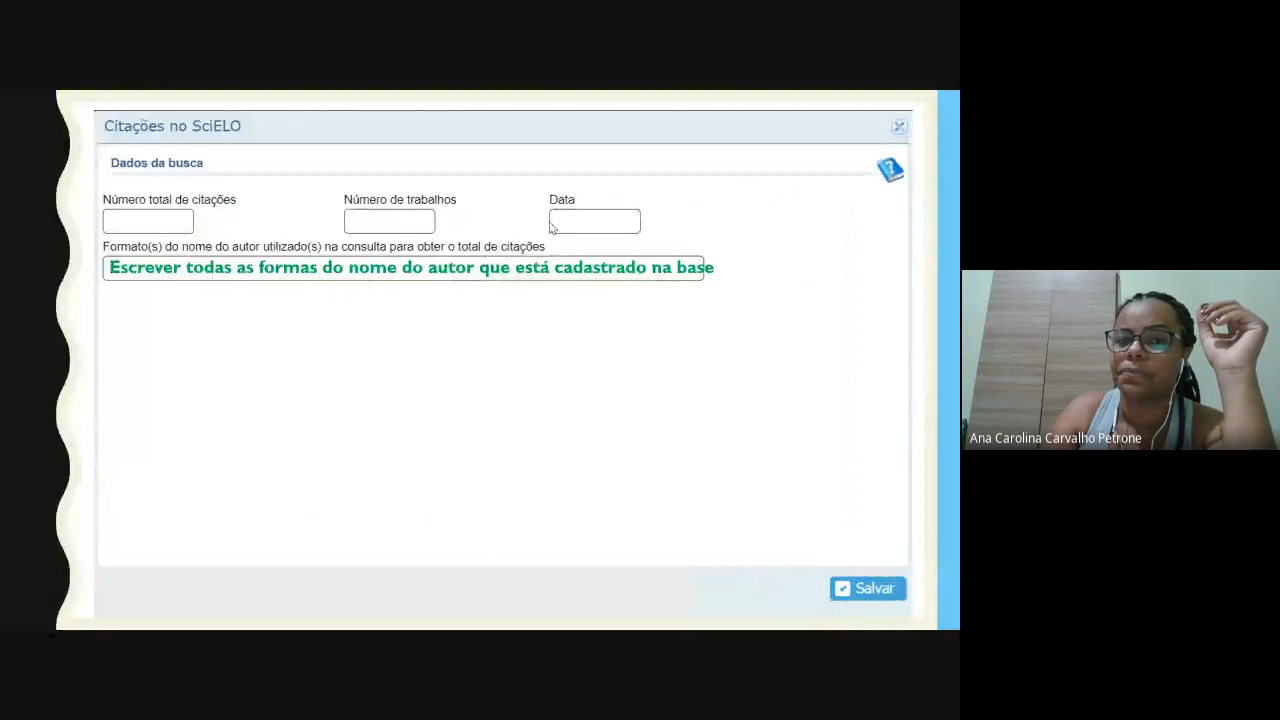 Citações no SciELO
Dados da busca
Número total de citações
Número de trabalhos
Data
Formato(s) do nome do autor utilizado(s) na consulta para obter o total de citações
Escrever todas as formas do nome do autor que está cadastrado na base
Salvar
Ana Carolina Carvalho Petrone